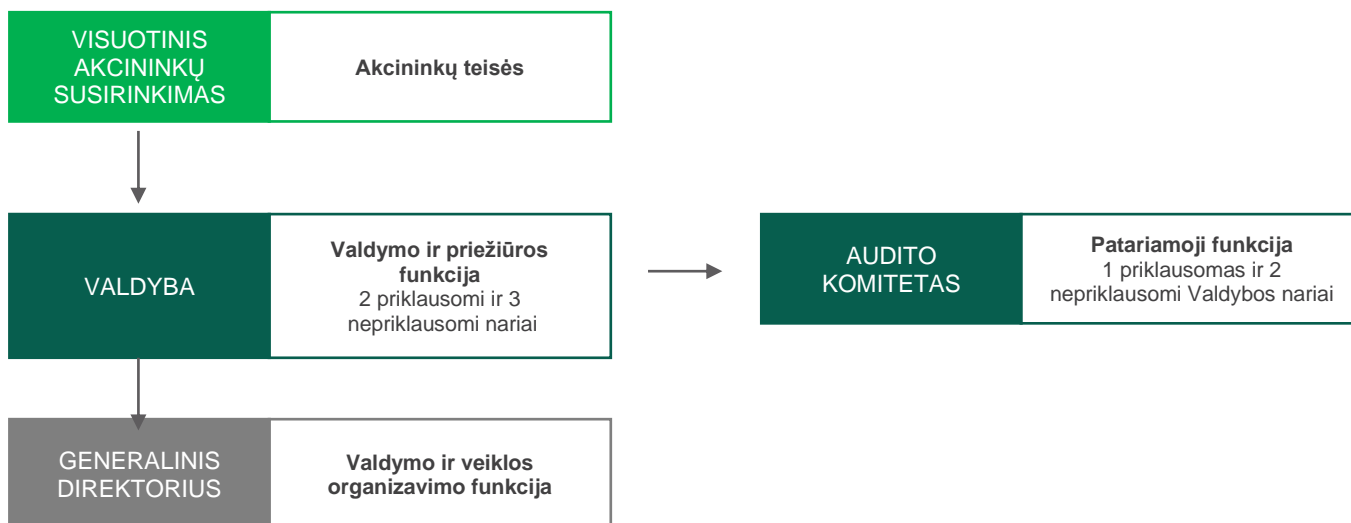 VISUOTINIS
AKCININKŲ
SUSIRINKIMAS
Akcininkų teisės
VALDYBA
Valdymo ir priežiūros
funkcija
2 priklausomi ir 3
nepriklausomi nariai
AUDITO
KOMITETAS
Patariamoji funkcija
1 priklausomas ir 2
nepriklausomi Valdybos nariai
GENERALINIS
DIREKTORIUS
Valdymo ir veiklos
organizavimo funkcija